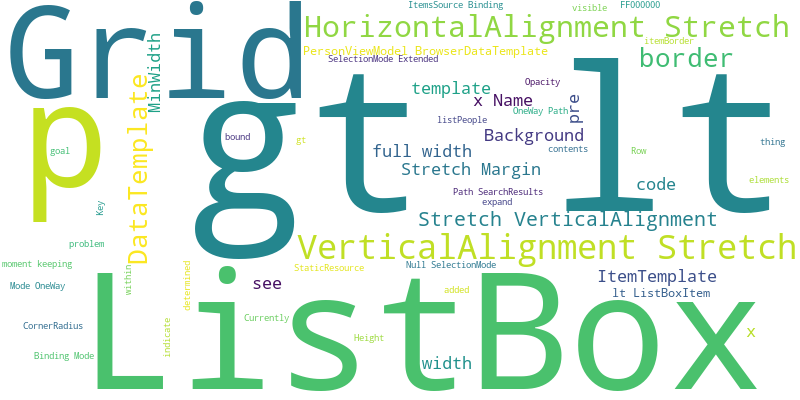 ItemsSource Binding
visible
FF000000
Grid
HorizontalAlignment Stretch
MinWidth
PersonViewModel BrowserDataTemplate
itemBorder
SelectionMode Extended
border
p
gt
lt
DataTemplate
template
Opacity
x Name
pre
OneWay Path
listPeople
bound
gt
Background
thing
goal
full width
contents
Row
Stretch Margin
code
elements
Path SearchResults
Key
expand
Stretch VerticalAlignment
problem
VerticalAlignment Stretch
moment keeping
within
determined
StaticResource
Null SelectionMode
ItemTemplate
see
Mode OneWay
added
lt ListBoxItem
ListBox
CornerRadius
indicate
Currently
Height
x
Binding Mode
width